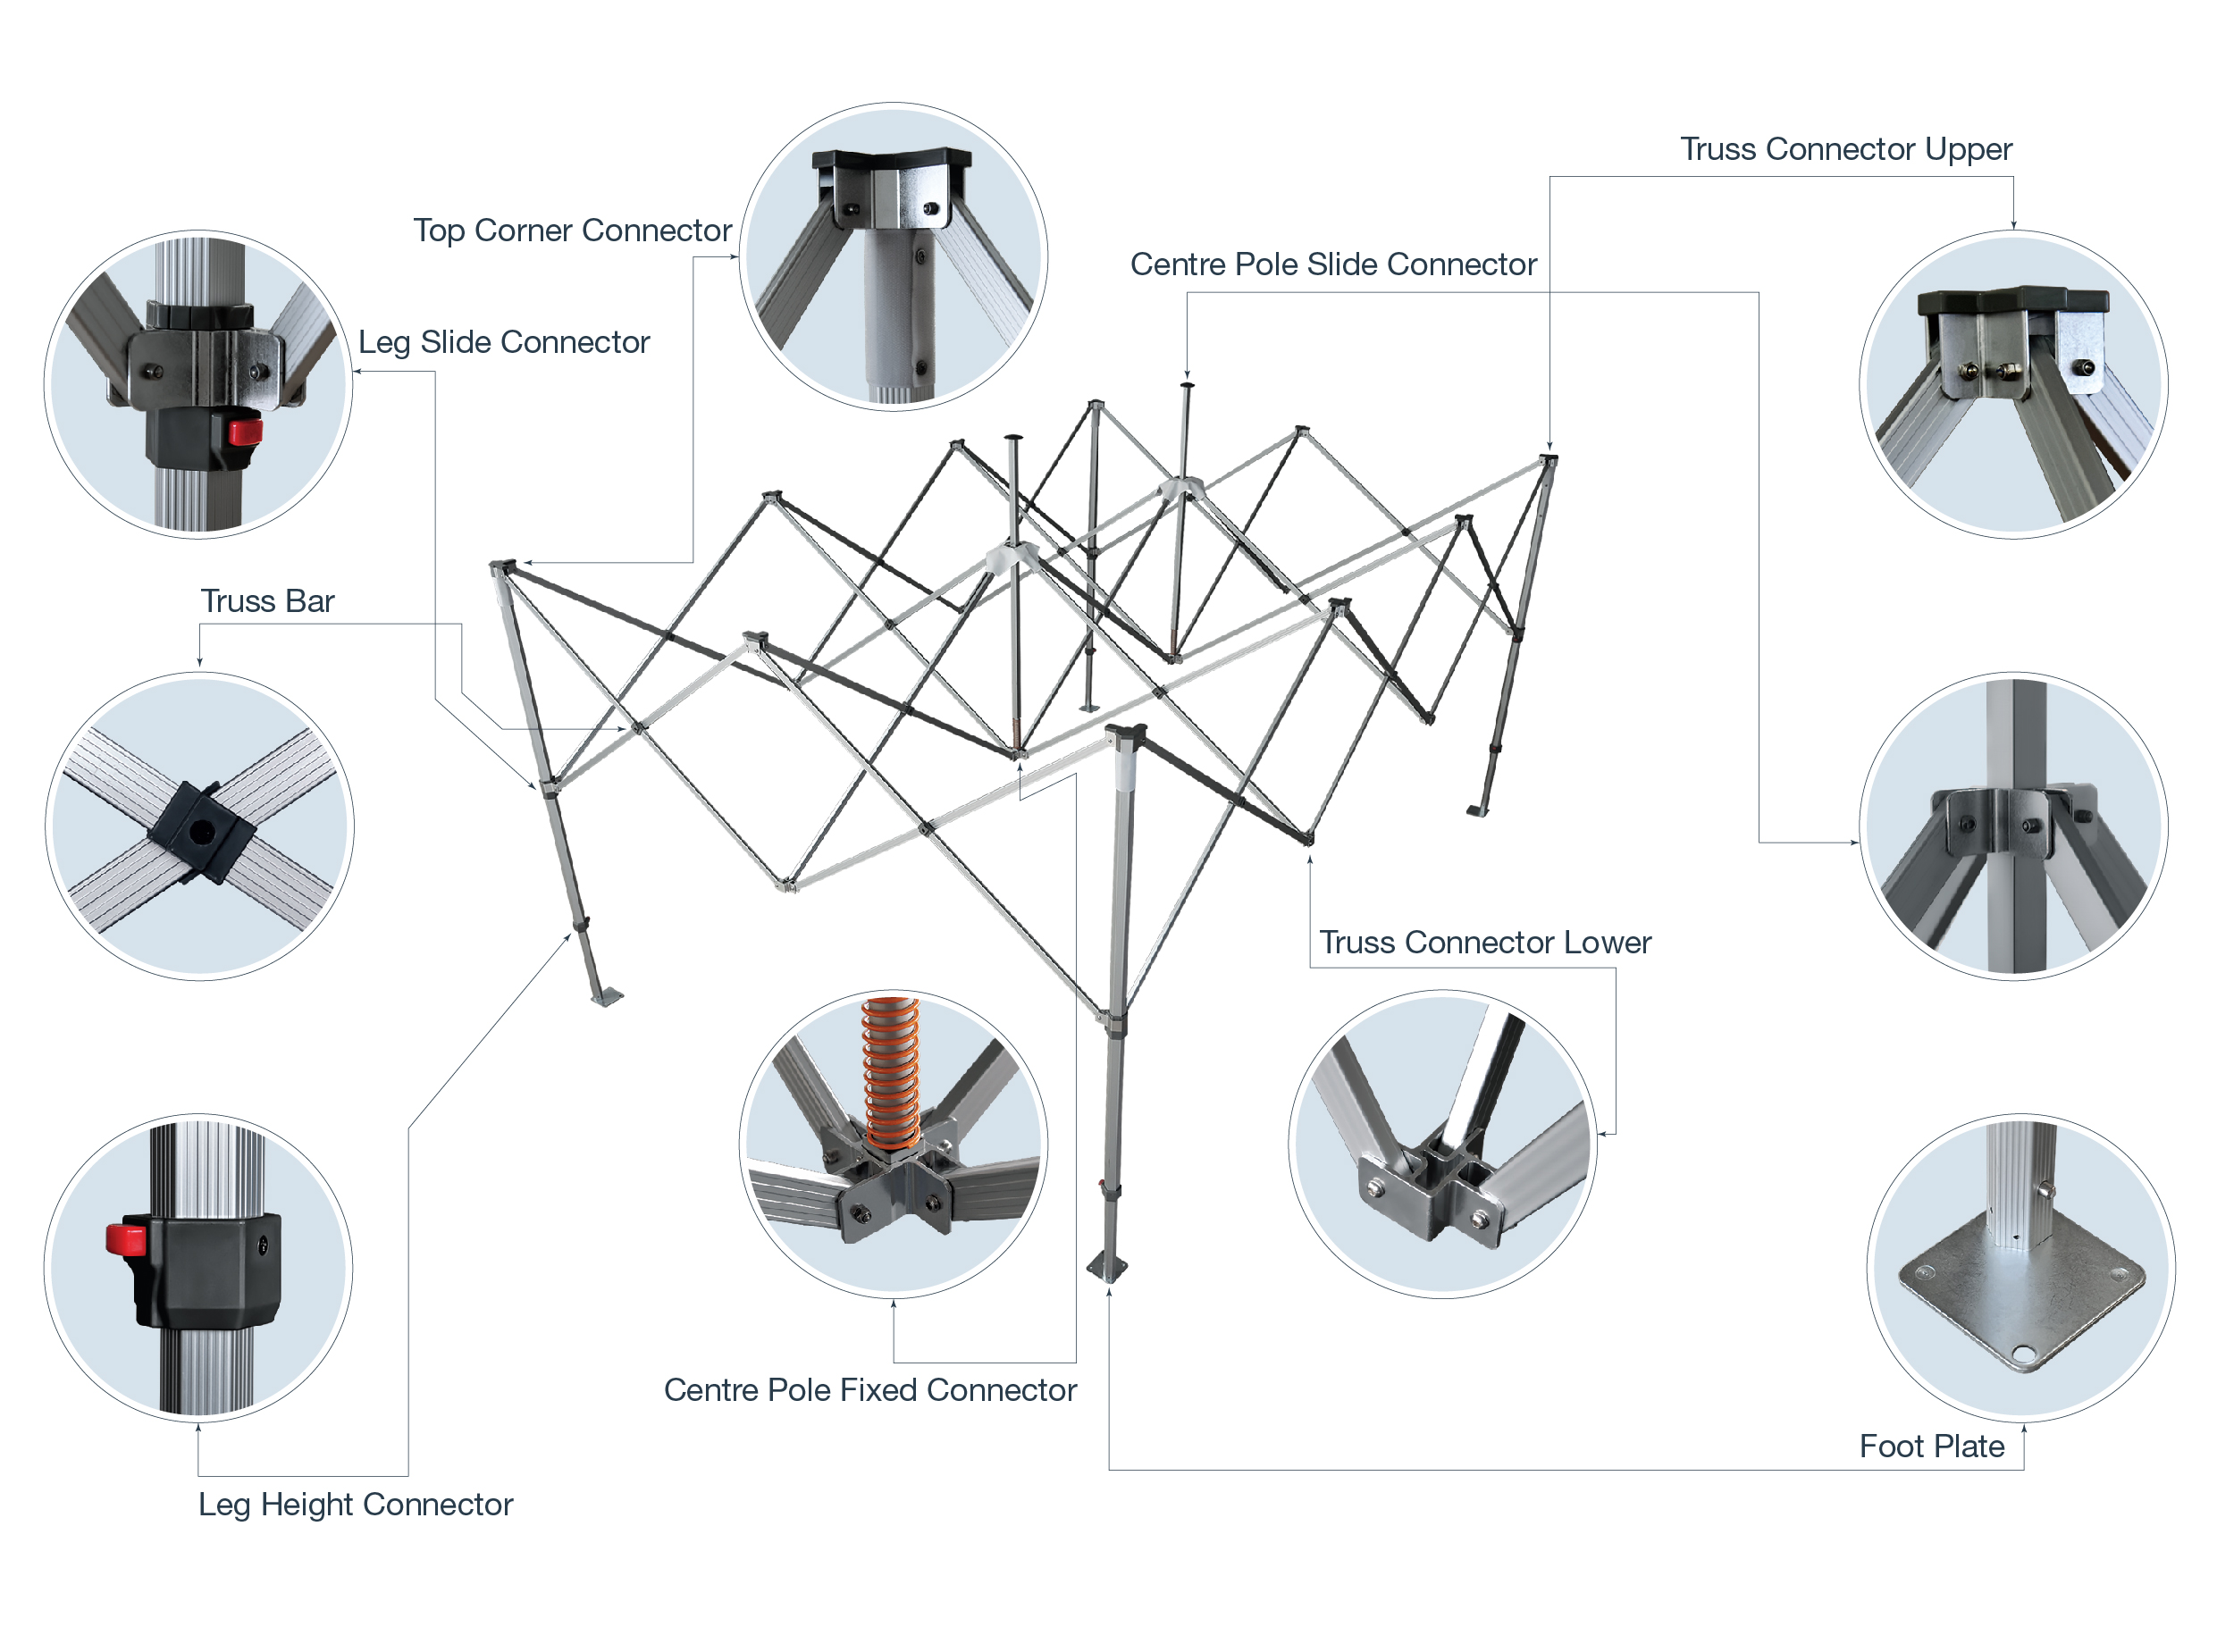 Truss Connector Upper
Top Corner Connector
Centre Pole Slide Connector
Leg Slide Connector
Truss Bar
Truss Connector Lower
Centre Pole Fixed Connector
Foot Plate
Leg Height Connector